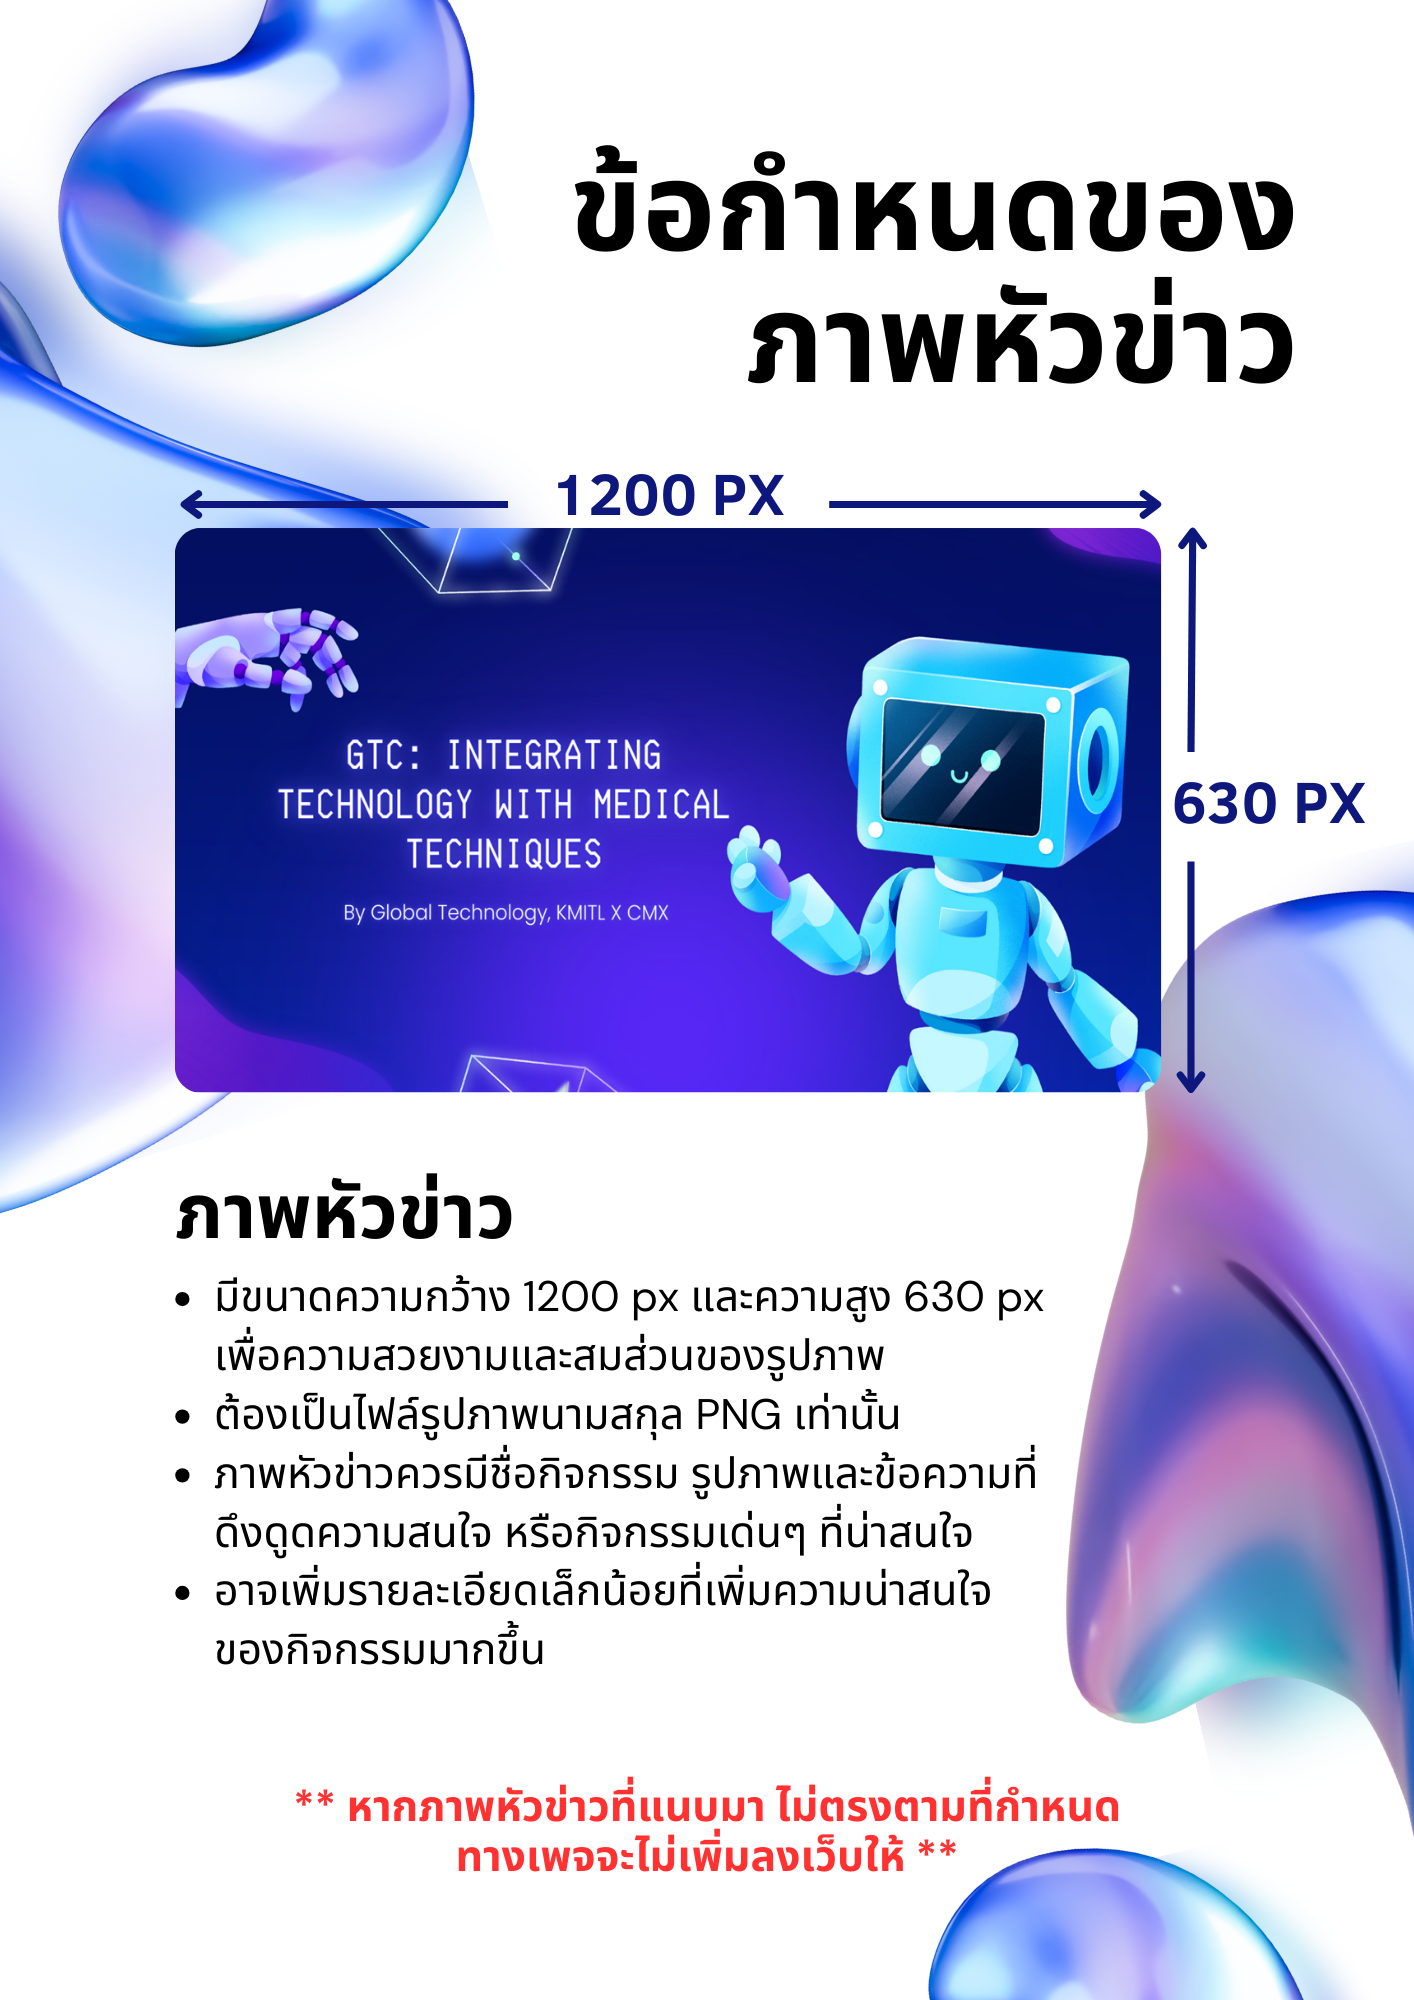 ข้อกำหนดของ
ภาพหัวข่าว
1200 PX
GTC: INTEGRATING
TECHNOLOGY WITH MEDICAL
TECHNIQUES
By Global Technology, KMITL X CMX
630 PX
ภาพหัวข่าว
• มีขนาดความกว้าง 1200 px และความสูง 630 px
เพื่อความสวยงามและสมส่วนของรูปภาพ
• ต้องเป็นไฟล์รูปภาพนามสกุล PNG เท่านั้น
• ภาพหัวข่าวควรมีชื่อกิจกรรม รูปภาพและข้อความที่
ดึงดูดความสนใจ หรือกิจกรรมเด่นๆ ที่น่าสนใจ
• อาจเพิ่มรายละเอียดเล็กน้อยที่เพิ่มความน่าสนใจ
ของกิจกรรมมากขึ้น
** หากภาพหัวข่าวที่แนบมา ไม่ตรงตามที่กำหนด
ทางเพจจะไม่เพิ่มลงเว็บให้ **